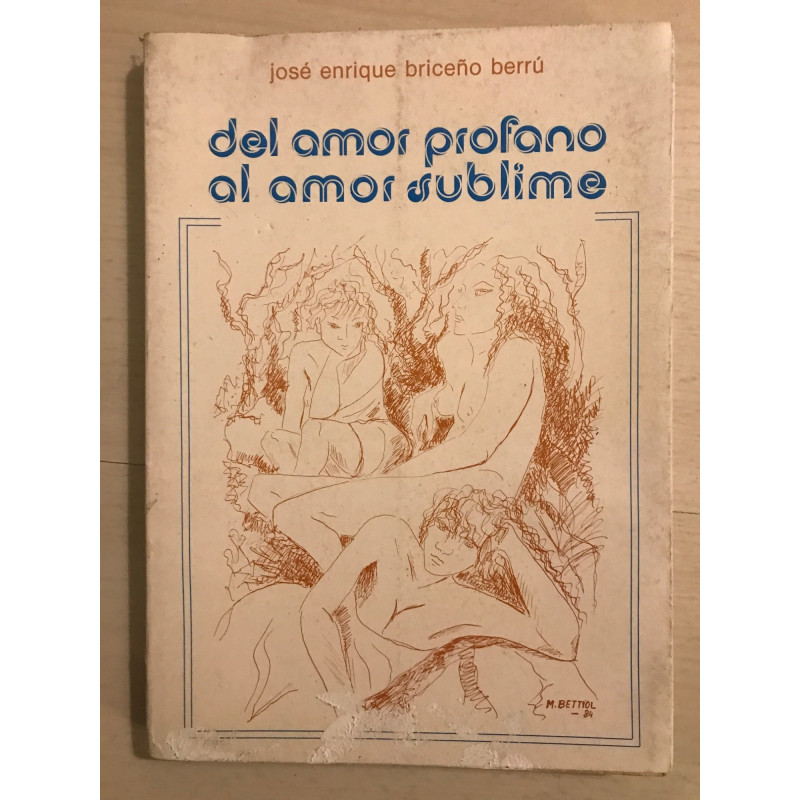 josé enrique briceño berrú
del amor profano
al amor sublime
M. BETTIOL
-84